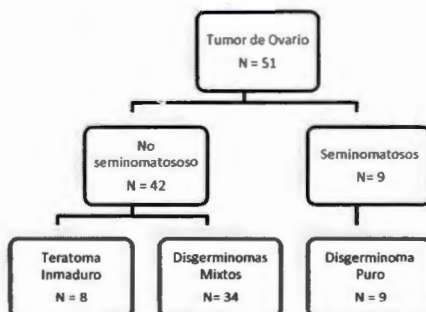 Tumor de Ovario
N = 51
No
seminomatososo
N = 42
Seminomatosos
N= 9
Teratoma
Inmaduro
N = 8
Disgerminomas
Mixtos
N= 34
Disgerminoma
Puro
N = 9